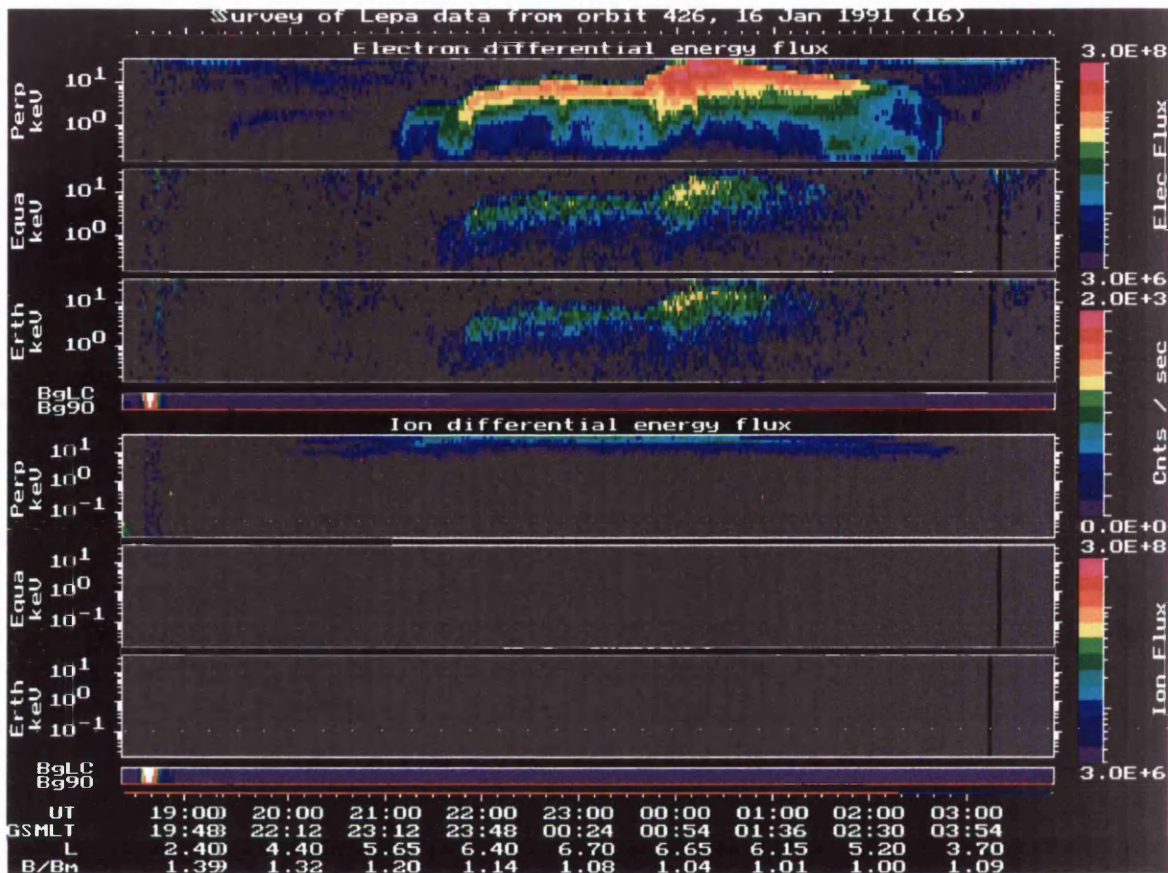 Survey of Lepa data from orbit 426, 16 Jan 1991 (16)
Electron differential energy flux
3.0E+8
Perp keV
10¹
10⁰
Equa keV
10¹
10⁰
Erth keV
10¹
10⁰
Elec Flux
3.0E+6
2.0E+3
BgLC
Bg90
Cnts / sec
Ion differential energy flux
Perp keV
10¹
10⁰
10⁻¹
0.0E+0
3.0E+8
Equa keV
10¹
10⁰
10⁻¹
Erth keV
10¹
10⁰
10⁻¹
Ion Flux
3.0E+6
BgLC
Bg90
UT 19:00 20:00 21:00 22:00 23:00 00:00 01:00 02:00 03:00
GSMLT 19:48 22:12 23:12 23:48 00:24 00:54 01:36 02:30 03:54
L 2.40 4.40 5.65 6.40 6.70 6.65 6.15 5.20 3.70
B/Bm 1.39 1.32 1.20 1.14 1.08 1.04 1.01 1.00 1.09